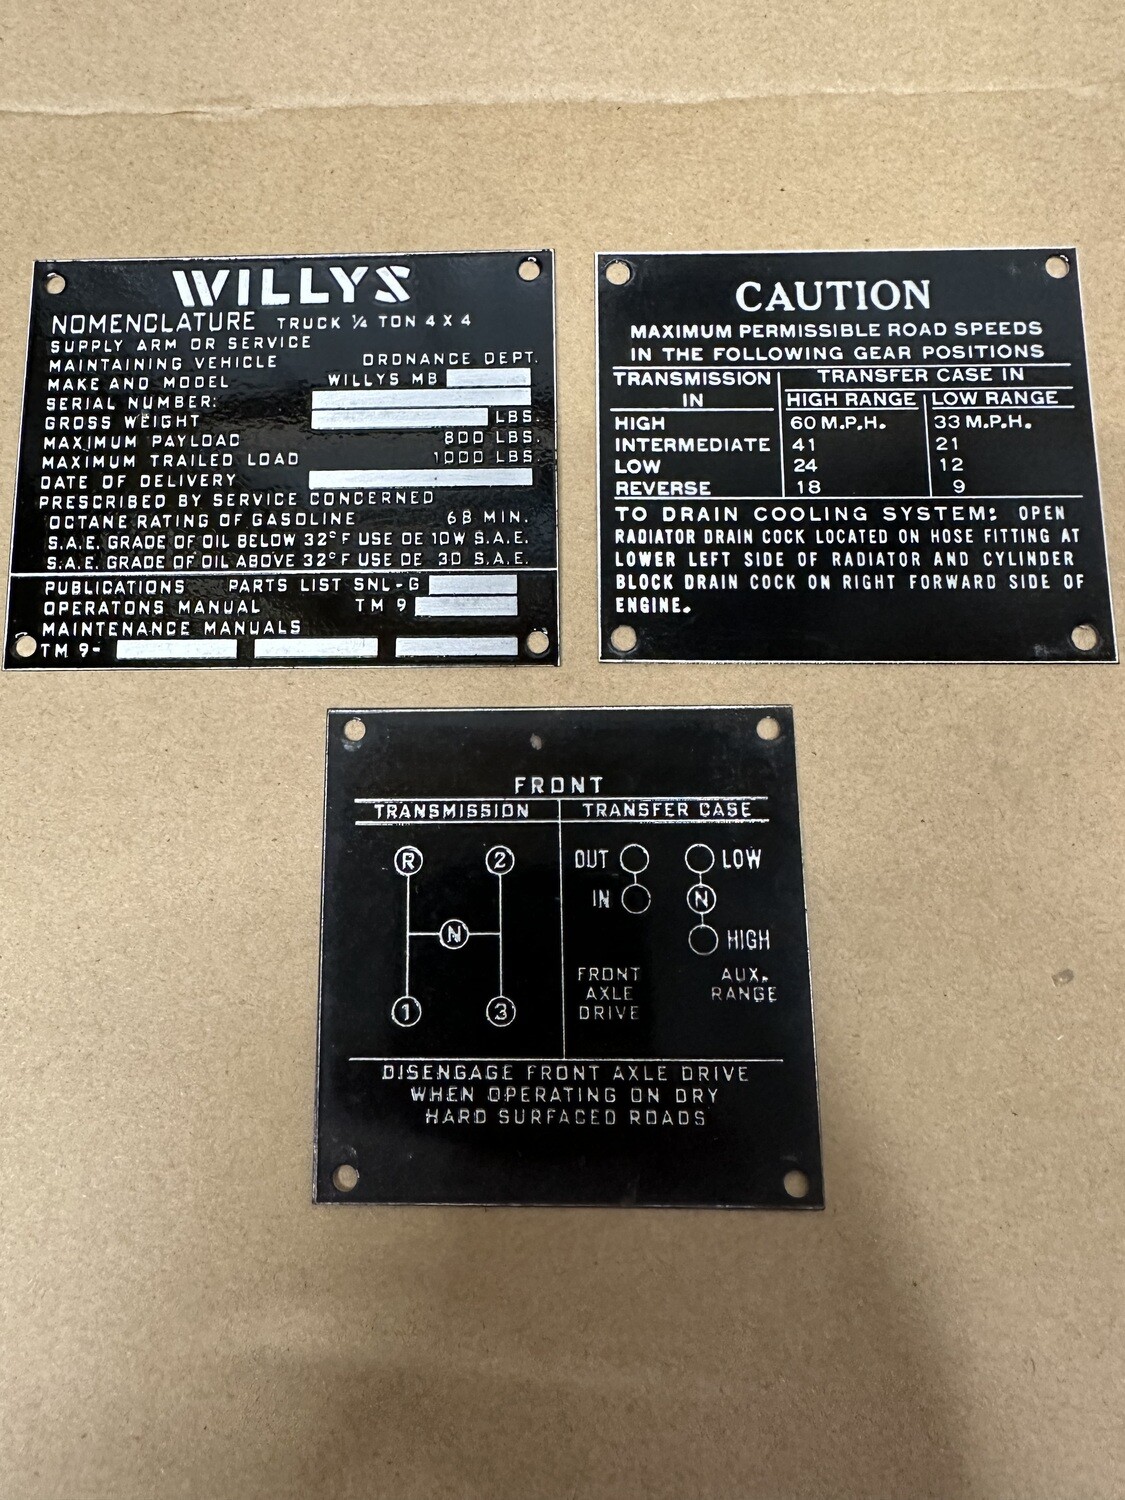 WILLYS
NOMENCLATURE TRUCK ¼ TON 4 X 4
SUPPLY ARM OR SERVICE
MAINTAINING VEHICLE ORDNANCE DEPT.
MAKE AND MODEL WILLYS MB
SERIAL NUMBER:
GROSS WEIGHT LBS.
MAXIMUM PAYLOAD 800 LBS.
MAXIMUM TRAILED LOAD 1000 LBS.
DATE OF DELIVERY
PRESCRIBED BY SERVICE CONCERNED
OCTANE RATING OF GASOLINE 68 MIN.
S.A.E. GRADE OF OIL BELOW 32° F USE OE 10W S.A.E.
S.A.E. GRADE OF OIL ABOVE 32° F USE OE 30 S.A.E.
PUBLICATIONS PARTS LIST SNL-G
OPERATONS MANUAL TM 9
MAINTENANCE MANUALS
TM 9-
CAUTION
MAXIMUM PERMISSIBLE ROAD SPEEDS
IN THE FOLLOWING GEAR POSITIONS
TRANSMISSION TRANSFER CASE IN
IN HIGH RANGE LOW RANGE
HIGH 60 M.P.H. 33 M.P.H.
INTERMEDIATE 41 21
LOW 24 12
REVERSE 18 9
TO DRAIN COOLING SYSTEM: OPEN
RADIATOR DRAIN COCK LOCATED ON HOSE FITTING AT
LOWER LEFT SIDE OF RADIATOR AND CYLINDER
BLOCK DRAIN COCK ON RIGHT FORWARD SIDE OF
ENGINE.
FRONT
TRANSMISSION TRANSFER CASE
R 2 OUT LOW
IN N
N HIGH
FRONT AUX.
AXLE RANGE
1 3 DRIVE
DISENGAGE FRONT AXLE DRIVE
WHEN OPERATING ON DRY
HARD SURFACED ROADS